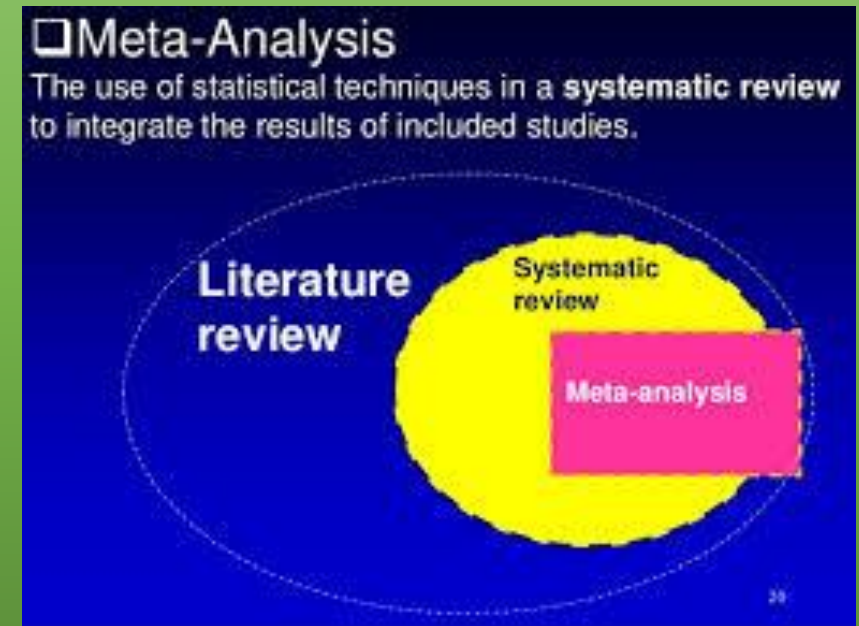 ❑Meta-Analysis
The use of statistical techniques in a systematic review
to integrate the results of included studies.
Literature
review
Systematic
review
Meta-analysis
20